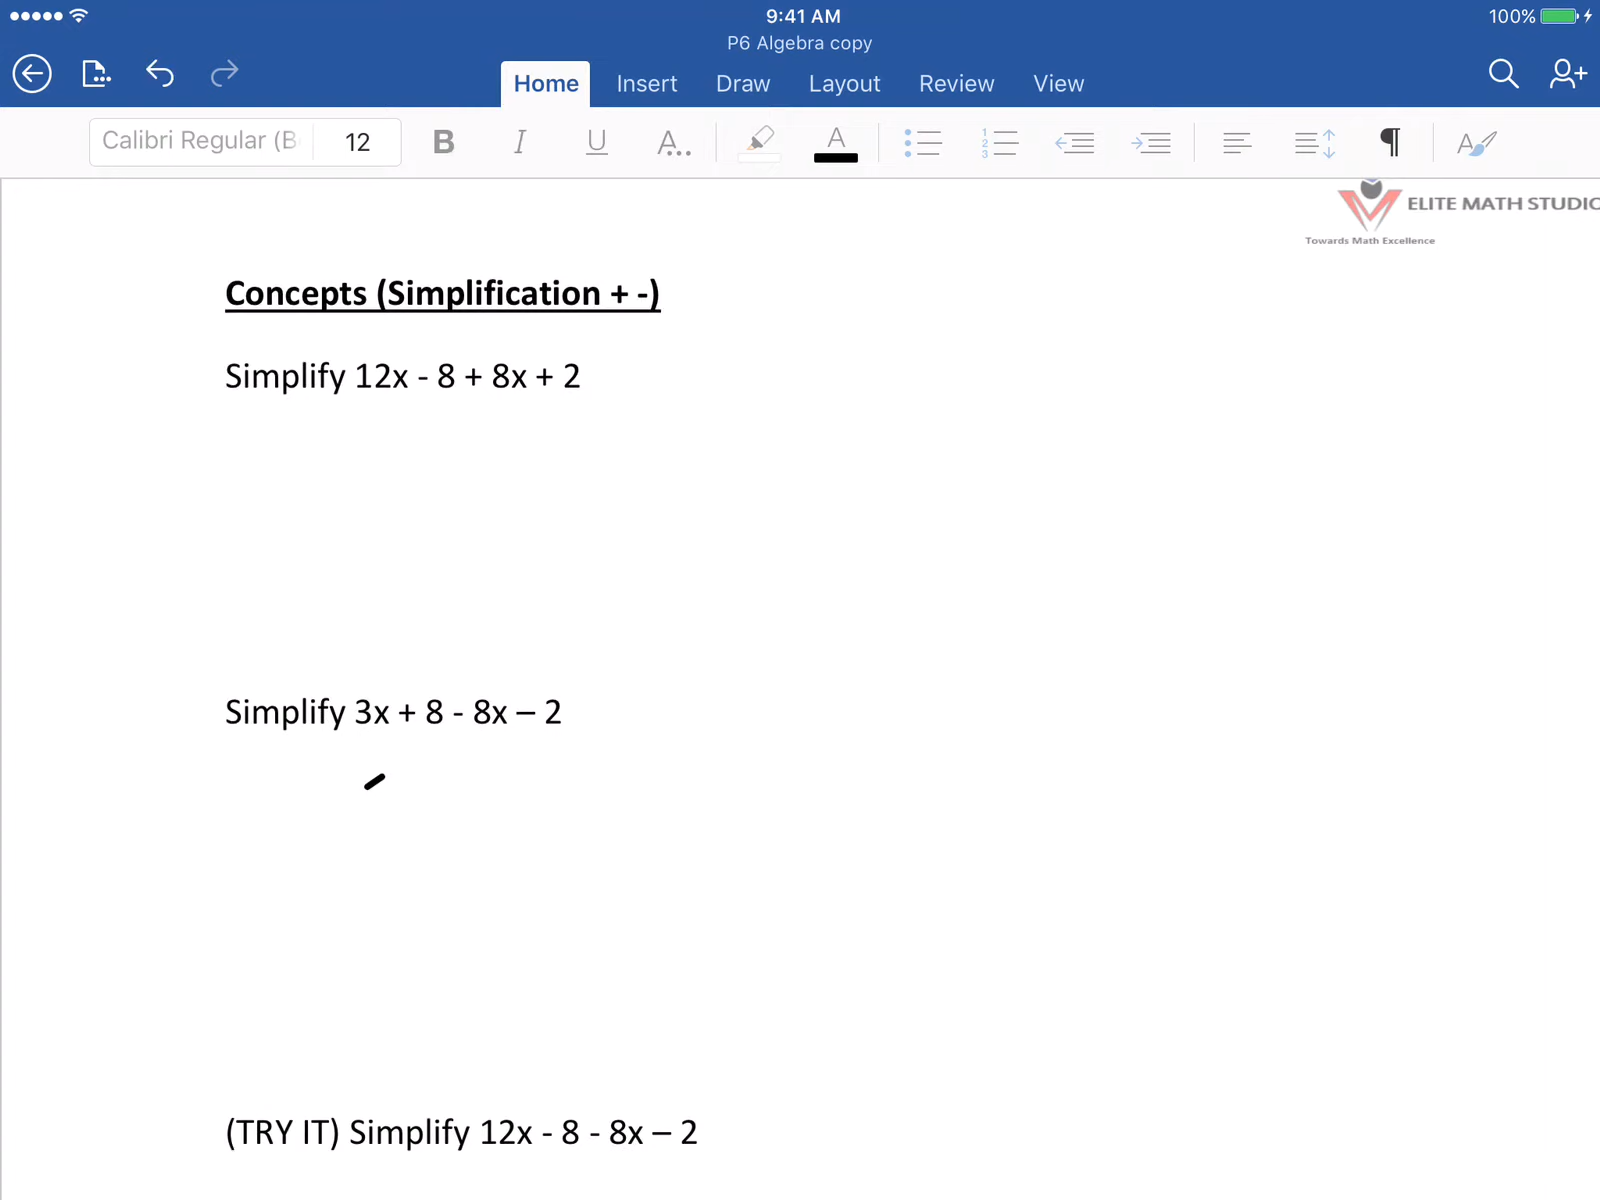 9:41 AM
100%
P6 Algebra copy
Home Insert Draw Layout Review View
Calibri Regular (B 12 B I U A..
ELITE MATH STUDIO
Towards Math Excellence
Concepts (Simplification + -)
Simplify 12x - 8 + 8x + 2
Simplify 3x + 8 - 8x – 2
(TRY IT) Simplify 12x - 8 - 8x – 2